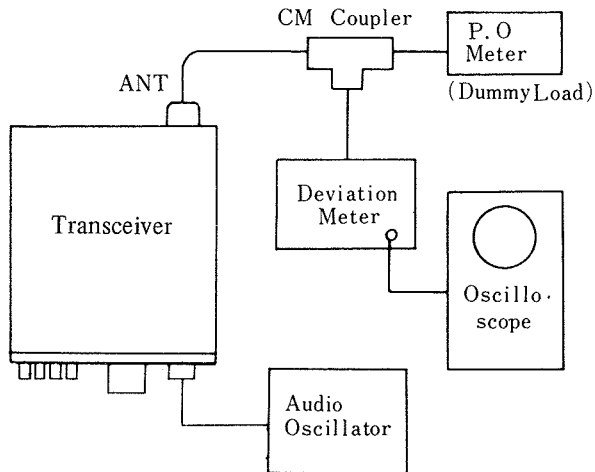 CM Coupler
P.O
Meter
(Dummy Load)
ANT
Transceiver
Deviation
Meter
Oscillo·
scope
Audio
Oscillator